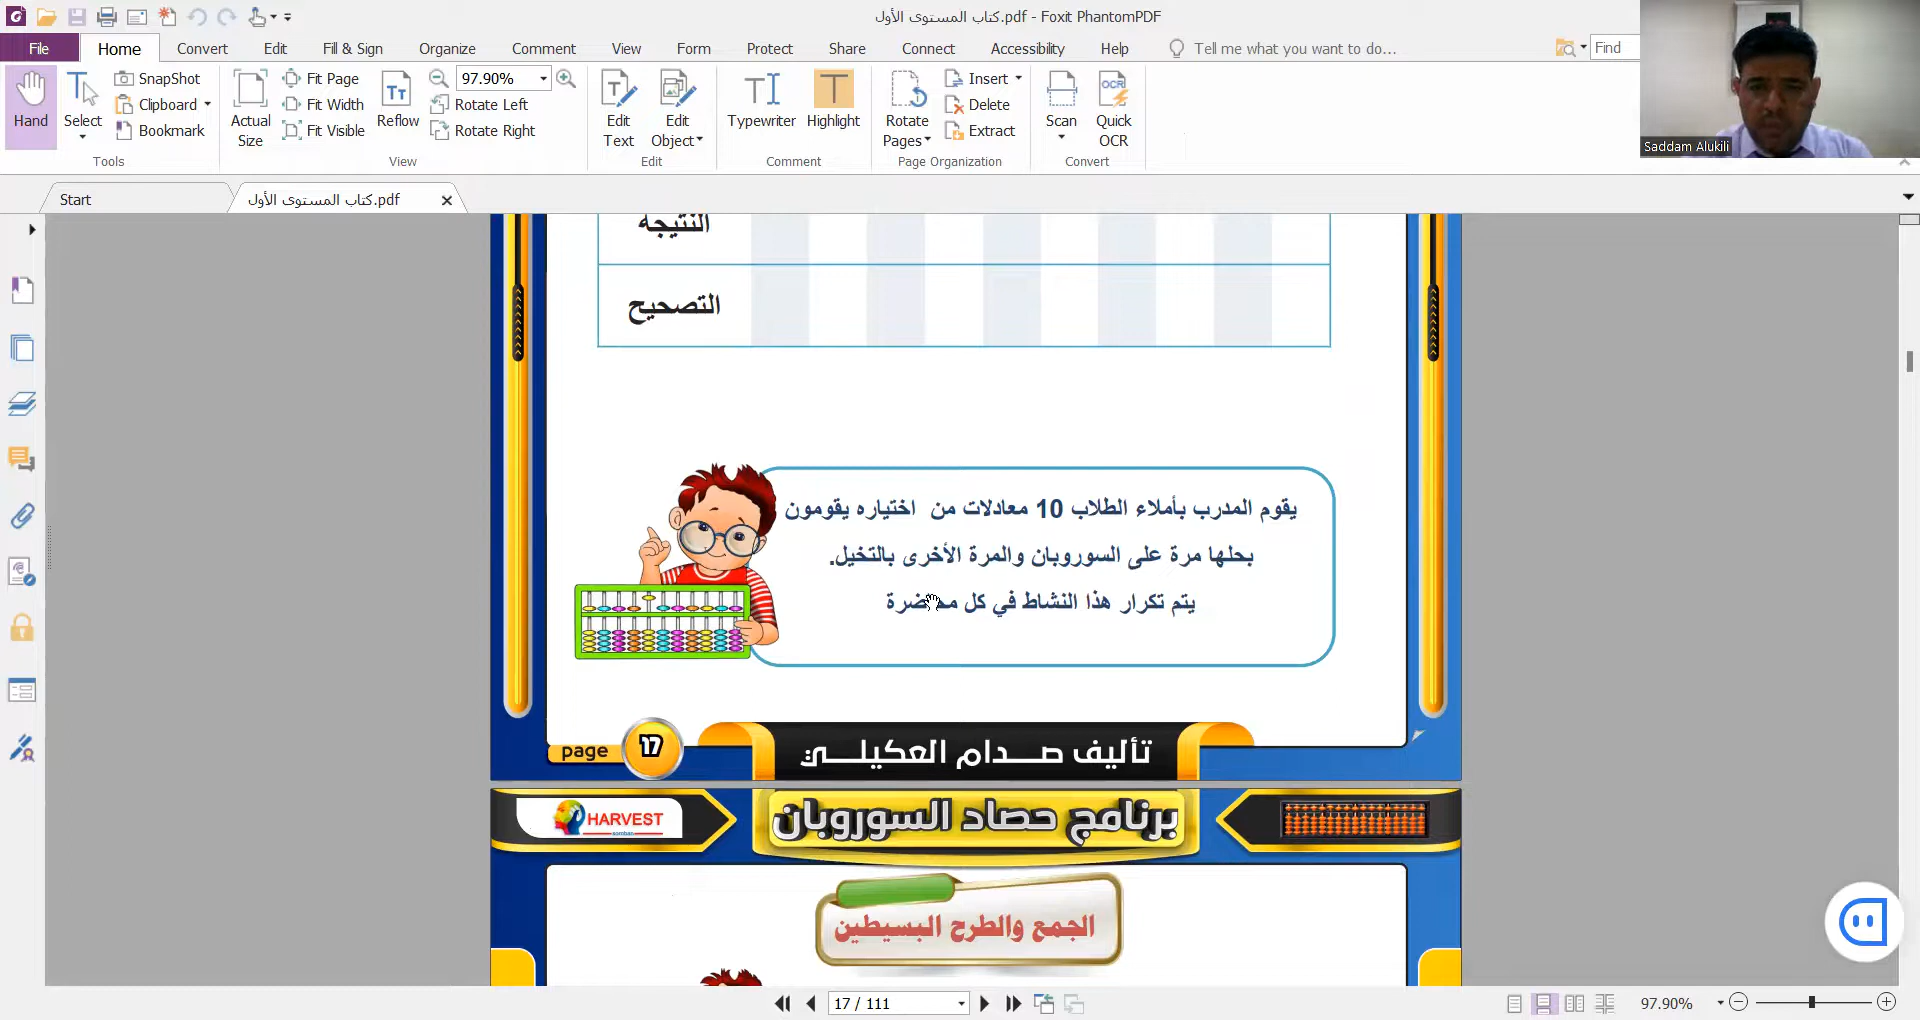 كتاب المستوى الأول.pdf - Foxit PhantomPDF
File Home Convert Edit Fill & Sign Organize Comment View Form Protect Share Connect Accessibility Help Tell me what you want to do... Find
Hand
Select
SnapShot
Clipboard
Bookmark
Tools
Actual Size
Fit Page
Fit Width
Fit Visible
Reflow
97.90%
Rotate Left
Rotate Right
View
Edit Text
Edit Object
Edit
Typewriter
Highlight
Comment
Rotate Pages
Insert
Delete
Extract
Page Organization
Scan
Quick OCR
Convert
Saddam Alukili
Start
كتاب المستوى الأول.pdf
النتيجة
التصحيح
يقوم المدرب بأملاء الطلاب 10 معادلات من اختياره يقومون
بحلها مرة على السوروبان والمرة الأخرى بالتخيل.
يتم تكرار هذا النشاط في كل محاضرة
page 17
تأليف صدام العكيلي
HARVEST
soroban
برنامج حصاد السوروبان
الجمع والطرح البسيطين
17 / 111
97.90%